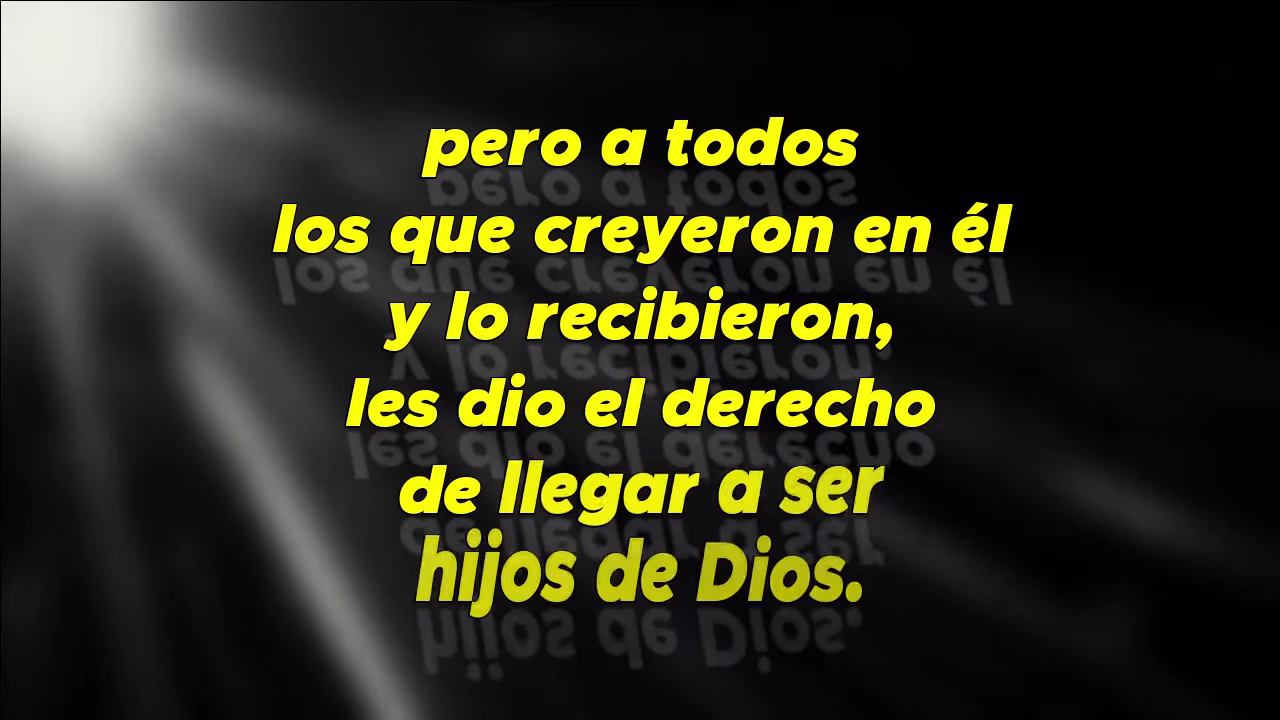 pero a todos
los que creyeron en él
y lo recibieron,
les dio el derecho
de llegar a ser
hijos de Dios.